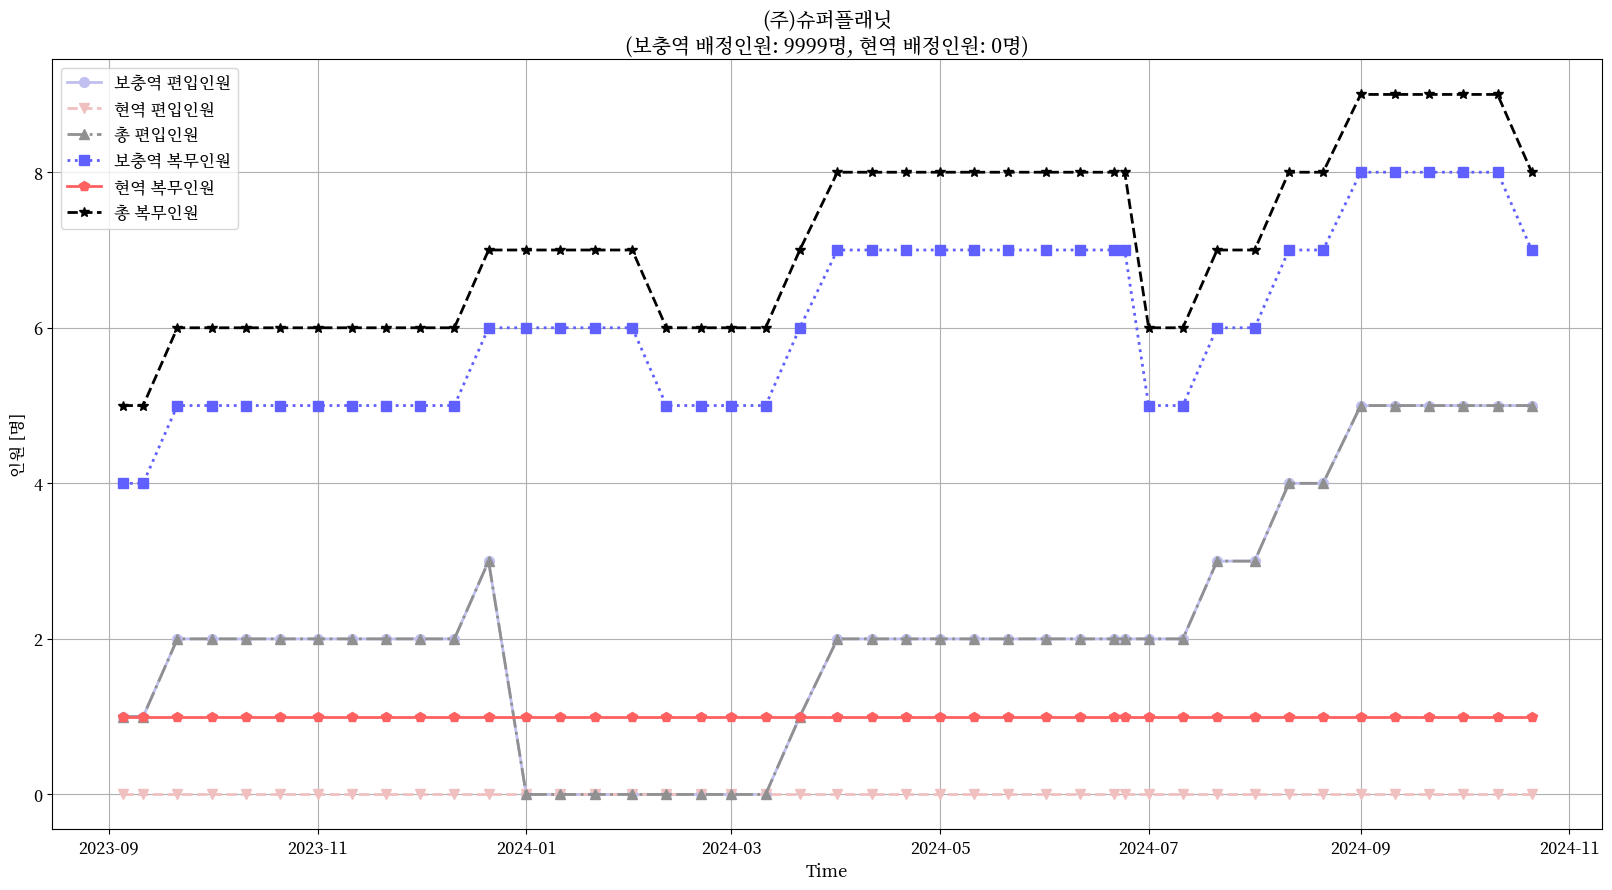 (주)슈퍼플래닛
(보충역 배정인원: 9999명, 현역 배정인원: 0명)
보충역 편입인원
현역 편입인원
총 편입인원
보충역 복무인원
현역 복무인원
총 복무인원
인원 [명]
8
6
4
2
0
2023-09
2023-11
2024-01
2024-03
2024-05
2024-07
2024-09
2024-11
Time